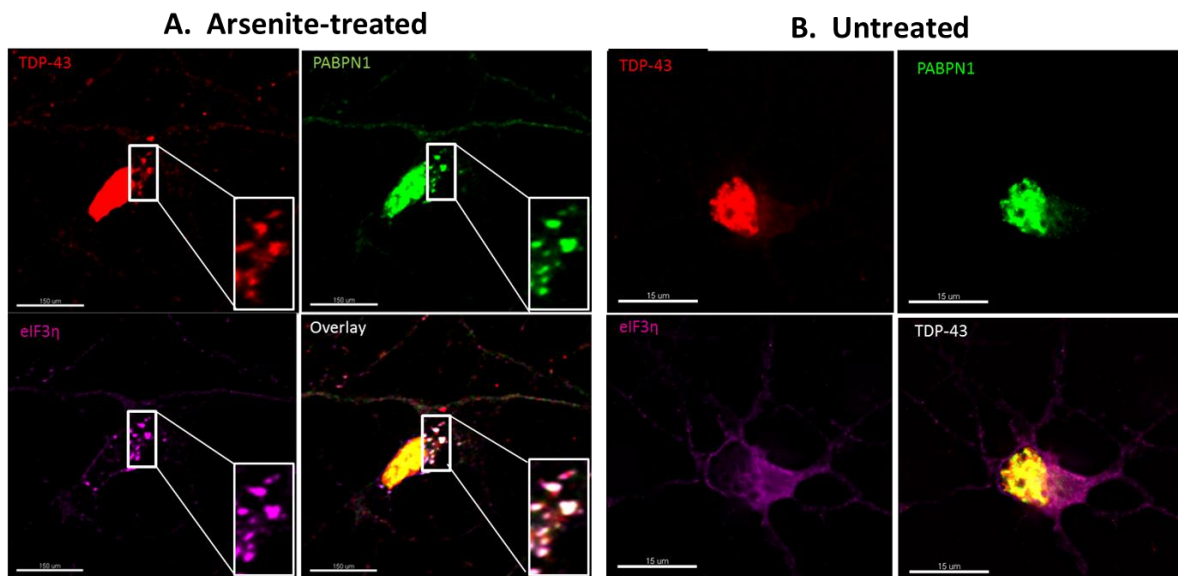 A. Arsenite-treated
B. Untreated
TDP-43
PABPN1
150 um
150 um
eIF3η
Overlay
150 um
150 um
TDP-43
PABPN1
15 um
15 um
eIF3η
TDP-43
15 um
15 um